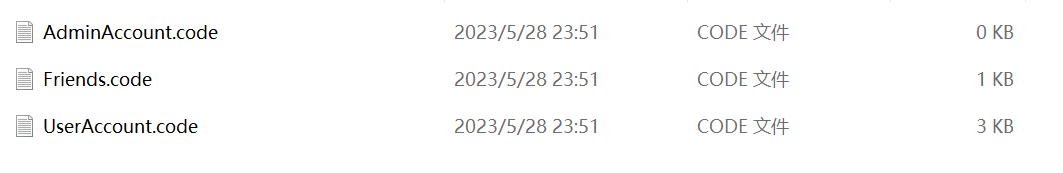 AdminAccount.code 2023/5/28 23:51 CODE 文件 0 KB
Friends.code 2023/5/28 23:51 CODE 文件 1 KB
UserAccount.code 2023/5/28 23:51 CODE 文件 3 KB